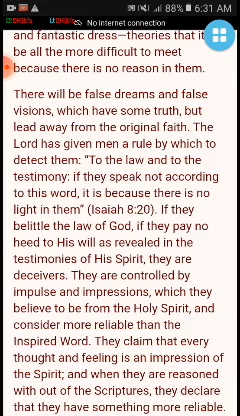 0.0KB/s U:0KB/s No internet connection 88% 6:31 AM
and fantastic dress—theories that it
be all the more difficult to meet
because there is no reason in them.
There will be false dreams and false
visions, which have some truth, but
lead away from the original faith. The
Lord has given men a rule by which to
detect them: “To the law and to the
testimony: if they speak not according
to this word, it is because there is no
light in them” (Isaiah 8:20). If they
belittle the law of God, if they pay no
heed to His will as revealed in the
testimonies of His Spirit, they are
deceivers. They are controlled by
impulse and impressions, which they
believe to be from the Holy Spirit, and
consider more reliable than the
Inspired Word. They claim that every
thought and feeling is an impression of
the Spirit; and when they are reasoned
with out of the Scriptures, they declare
that they have something more reliable.